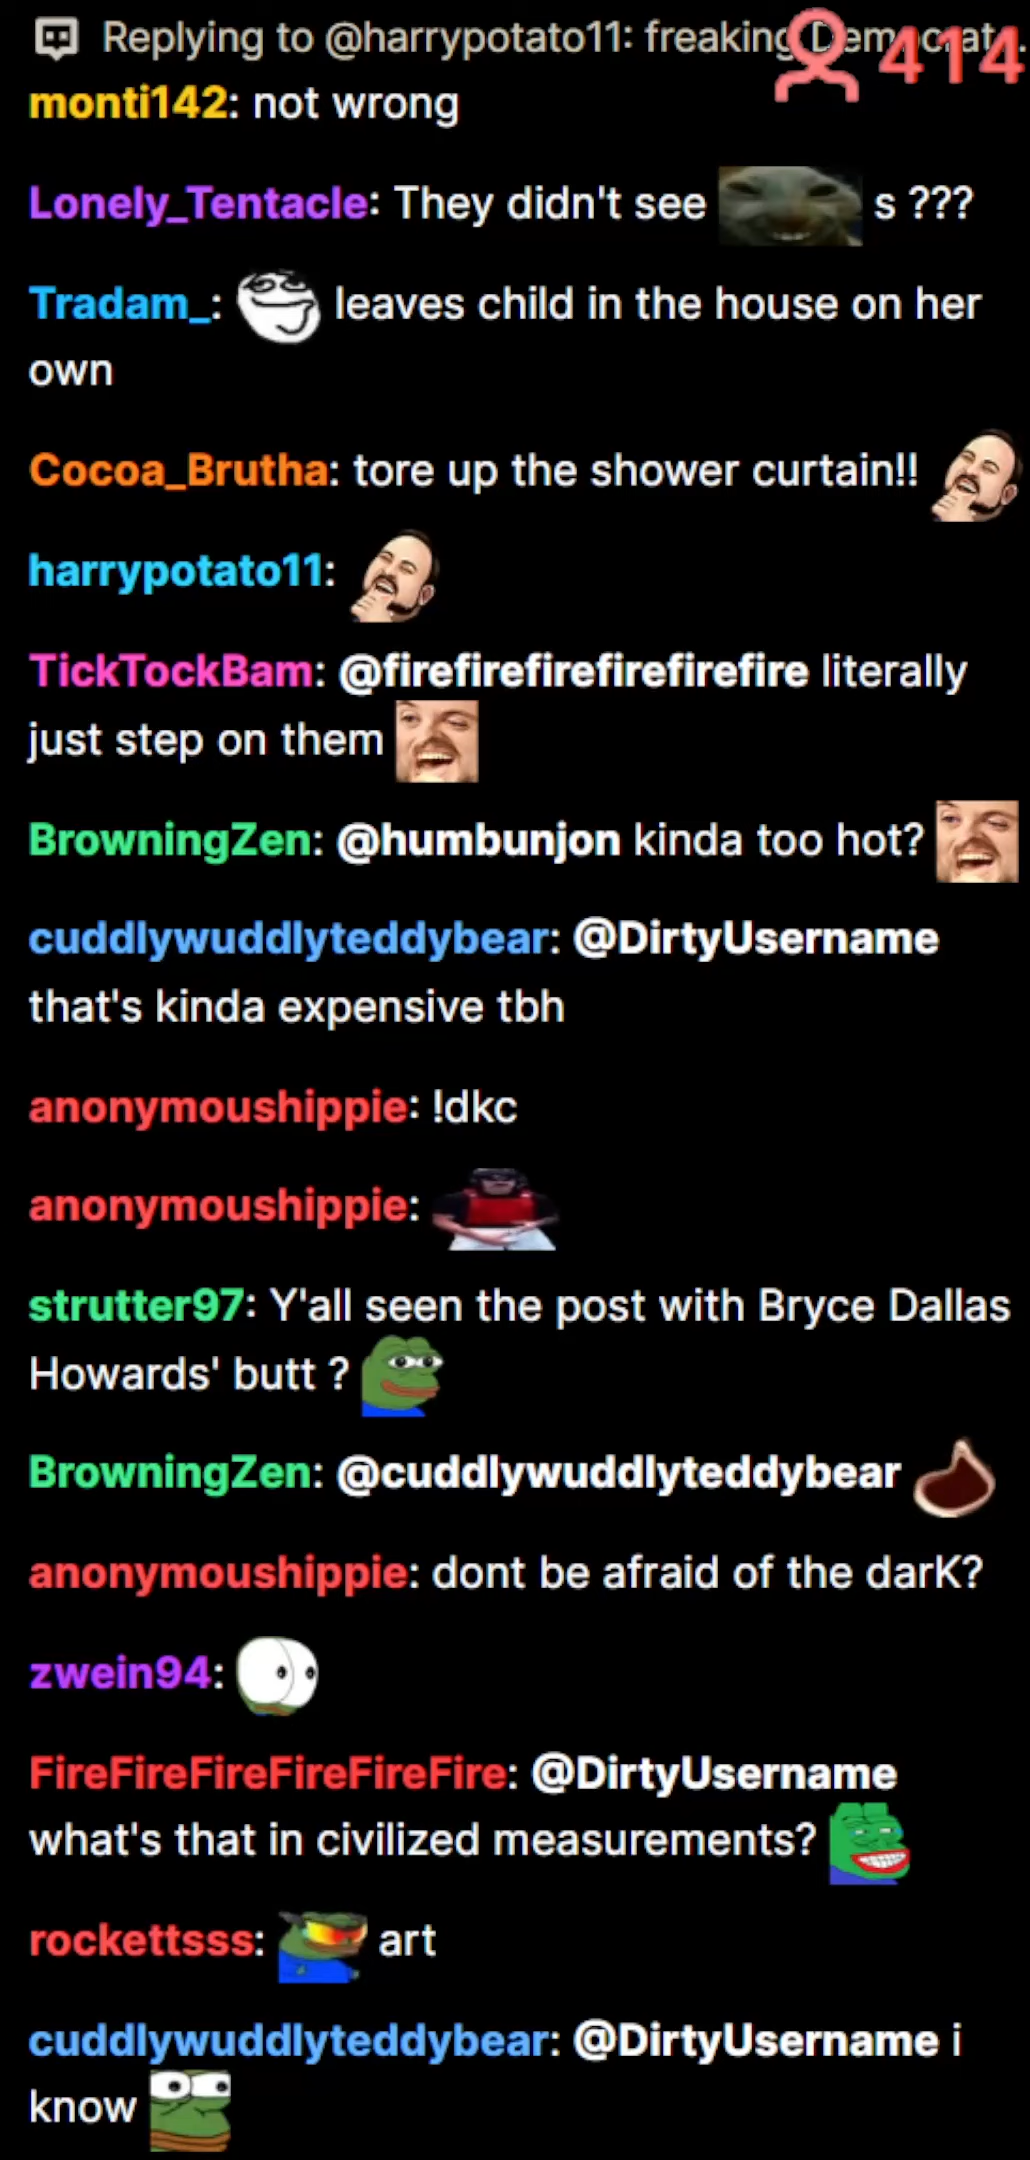 Replying to @harrypotato11: freaking Democrat...
414
monti142: not wrong
Lonely_Tentacle: They didn't see s ???
Tradam_: leaves child in the house on her
own
Cocoa_Brutha: tore up the shower curtain!!
harrypotato11:
TickTockBam: @firefirefirefirefirefire literally
just step on them
BrowningZen: @humbunjon kinda too hot?
cuddlywuddlyteddybear: @DirtyUsername
that's kinda expensive tbh
anonymoushippie: !dkc
anonymoushippie:
strutter97: Y'all seen the post with Bryce Dallas
Howards' butt ?
BrowningZen: @cuddlywuddlyteddybear
anonymoushippie: dont be afraid of the darK?
zwein94:
FireFireFireFireFireFire: @DirtyUsername
what's that in civilized measurements?
rockettsss: art
cuddlywuddlyteddybear: @DirtyUsername i
know